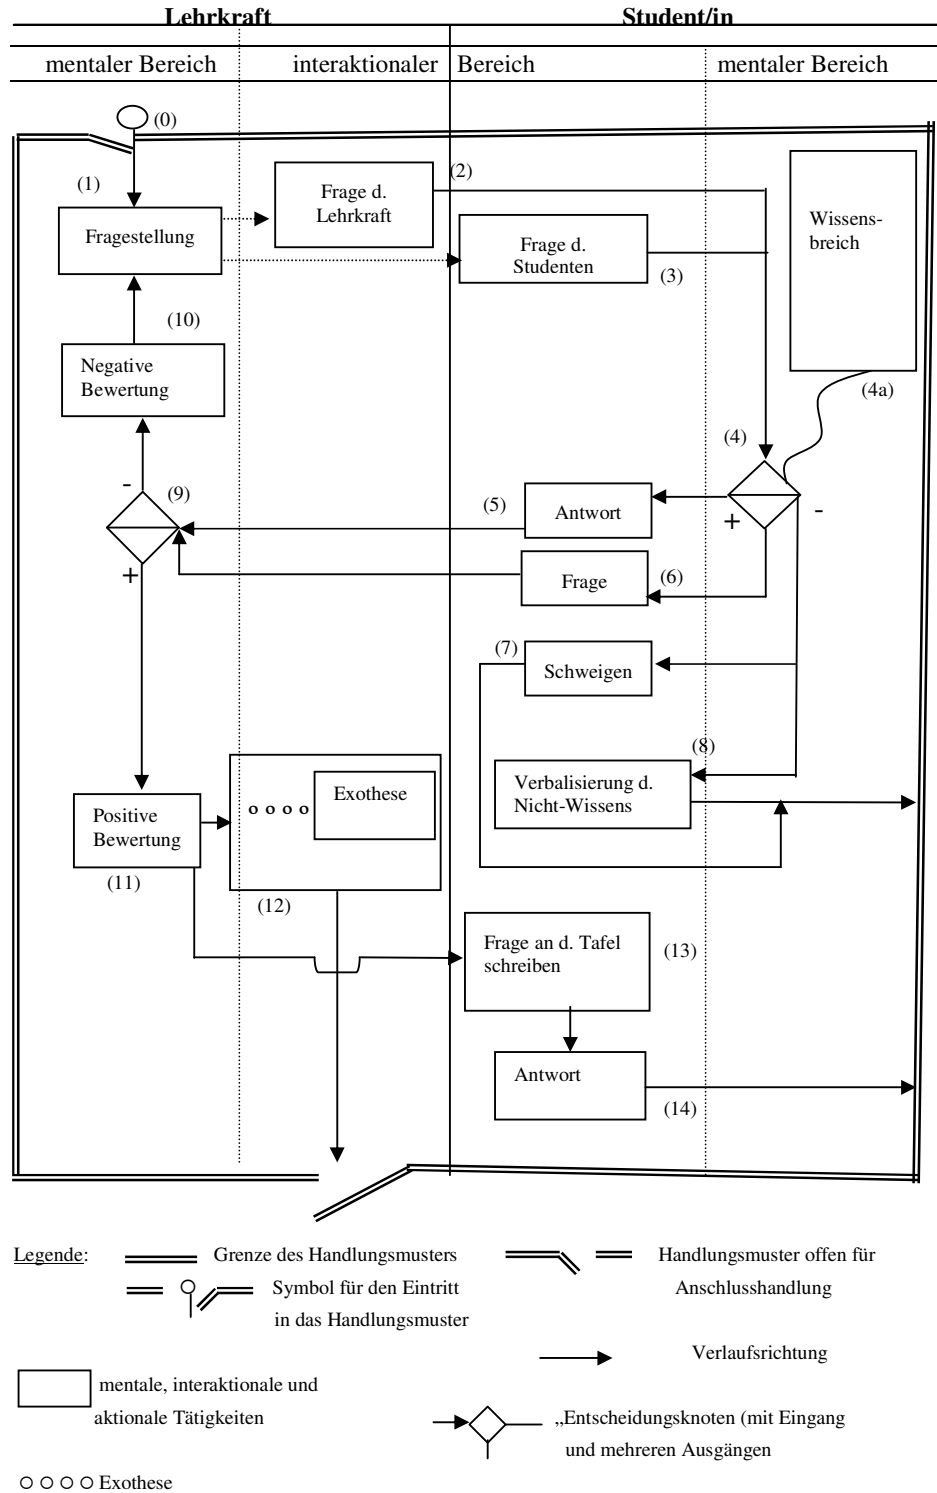 Lehrkraft
Student/in
mentaler Bereich
interaktionaler
Bereich
mentaler Bereich
(0)
(1)
Fragestellung
Frage d.
Lehrkraft
(2)
Frage d.
Studenten
(3)
Wissens-
breich
(4a)
(10)
Negative
Bewertung
(4)
-
(9)
(5)
Antwort
+
-
+
Frage
(6)
(7)
Schweigen
(8)
Verbalisierung d.
Nicht-Wissens
Positive
Bewertung
(11)
Exothese
(12)
Frage an d. Tafel
schreiben
(13)
Antwort
(14)
Legende:
Grenze des Handlungsmusters
Handlungsmuster offen für
Anschlusshandlung
Symbol für den Eintritt
in das Handlungsmuster
Verlaufsrichtung
mentale, interaktionale und
aktionale Tätigkeiten
„Entscheidungsknoten (mit Eingang
und mehreren Ausgängen
Exothese